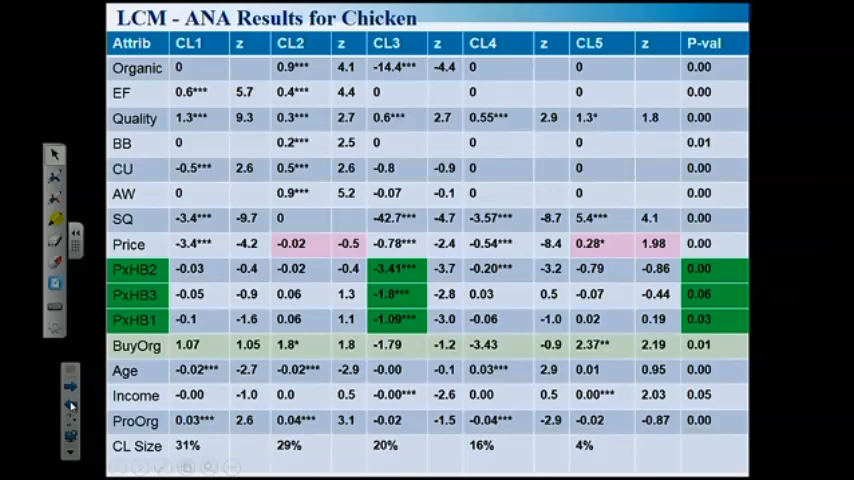 LCM - ANA Results for Chicken
Attrib CL1 z CL2 z CL3 z CL4 z CL5 z P-val
Organic 0 0.9*** 4.1 -14.4*** -4.4 0 0 0.00
EF 0.6*** 5.7 0.4*** 4.4 0 0 0 0.00
Quality 1.3*** 9.3 0.3*** 2.7 0.6*** 2.7 0.55*** 2.9 1.3* 1.8 0.00
BB 0 0.2*** 2.5 0 0 0 0.01
CU -0.5*** 2.6 0.5*** 2.6 -0.8 -0.9 0 0 0.00
AW 0 0.9*** 5.2 -0.07 -0.1 0 0 0.00
SQ -3.4*** -9.7 0 -42.7*** -4.7 -3.57*** -8.7 5.4*** 4.1 0.00
Price -3.4*** -4.2 -0.02 -0.5 -0.78*** -2.4 -0.54*** -8.4 0.28* 1.98 0.00
PxHB2 -0.03 -0.4 -0.02 -0.4 -3.41*** -3.7 -0.20*** -3.2 -0.79 -0.86 0.00
PxHB3 -0.05 -0.9 0.06 1.3 -1.8*** -2.8 0.03 0.5 -0.07 -0.44 0.06
PxHB1 -0.1 -1.6 0.06 1.1 -1.09*** -3.0 -0.06 -1.0 0.02 0.19 0.03
BuyOrg 1.07 1.05 1.8* 1.8 -1.79 -1.2 -3.43 -0.9 2.37** 2.19 0.01
Age -0.02*** -2.7 -0.02*** -2.9 -0.00 -0.1 0.03*** 2.9 0.01 0.95 0.00
Income -0.00 -1.0 0.0 0.5 -0.00*** -2.6 0.00 0.5 0.00*** 2.03 0.05
ProOrg 0.03*** 2.6 0.04*** 3.1 -0.02 -1.5 -0.04*** -2.9 -0.02 -0.87 0.00
CL Size 31% 29% 20% 16% 4%